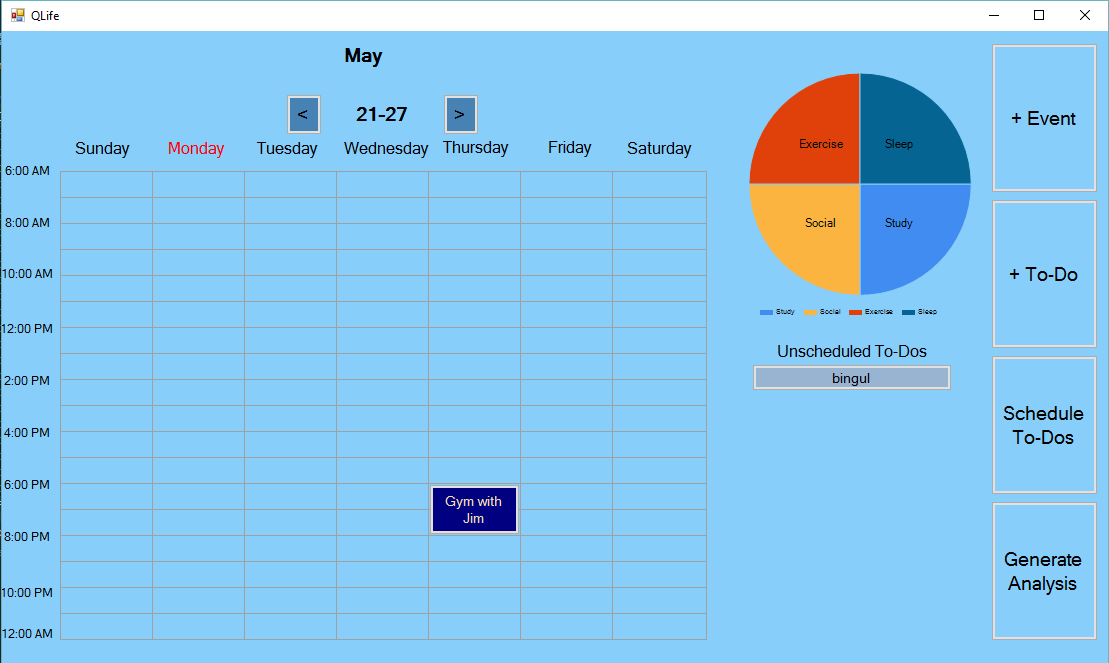 QLife
May
< 21-27 >
Sunday Monday Tuesday Wednesday Thursday Friday Saturday
6:00 AM
8:00 AM
10:00 AM
12:00 PM
2:00 PM
4:00 PM
6:00 PM
Gym with
Jim
8:00 PM
10:00 PM
12:00 AM
Exercise Sleep
Social Study
Study Social Exercise Sleep
Unscheduled To-Dos
bingul
+ Event
+ To-Do
Schedule
To-Dos
Generate
Analysis